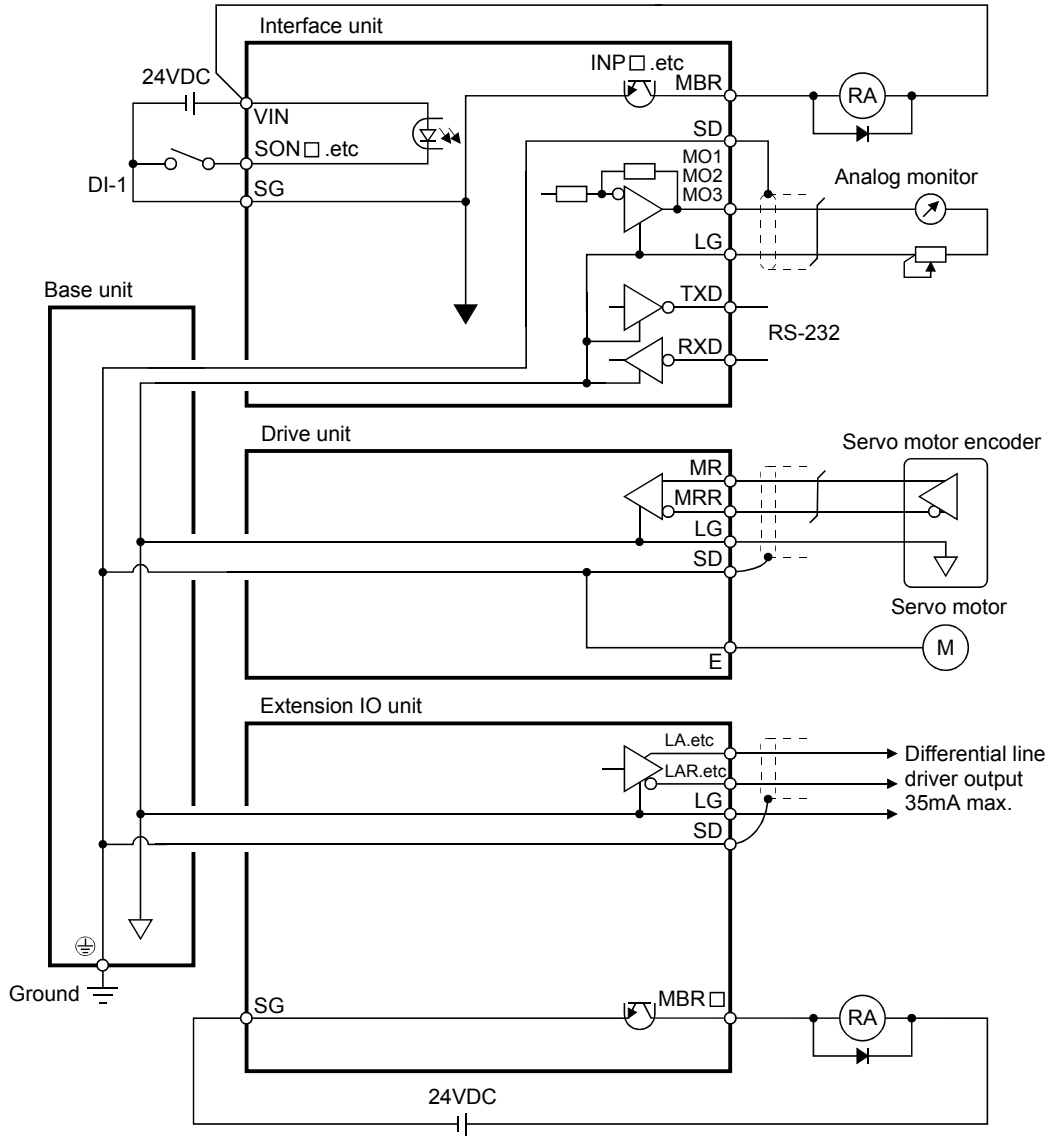 Interface unit
24VDC
INP□.etc
MBR
RA
VIN
SON□.etc
SD
DI-1
SG
MO1
MO2
MO3
Analog monitor
LG
Base unit
TXD
RS-232
RXD
Drive unit
Servo motor encoder
MR
MRR
LG
SD
Servo motor
E
M
Extension IO unit
LA.etc
LAR.etc
LG
SD
Differential line
driver output
35mA max.
Ground
SG
MBR□
RA
24VDC